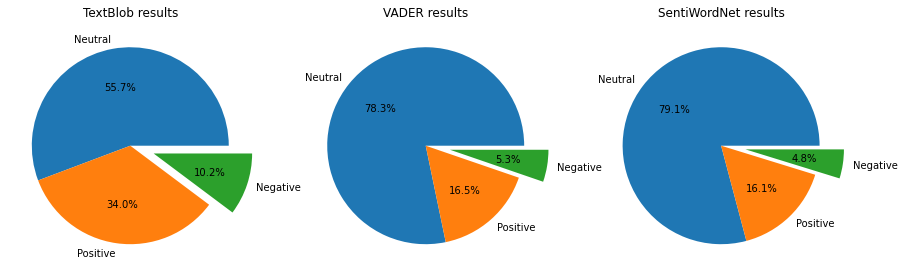 TextBlob results
Neutral
55.7%
10.2%
Negative
34.0%
Positive
VADER results
Neutral
78.3%
5.3%
Negative
16.5%
Positive
SentiWordNet results
Neutral
79.1%
4.8%
Negative
16.1%
Positive